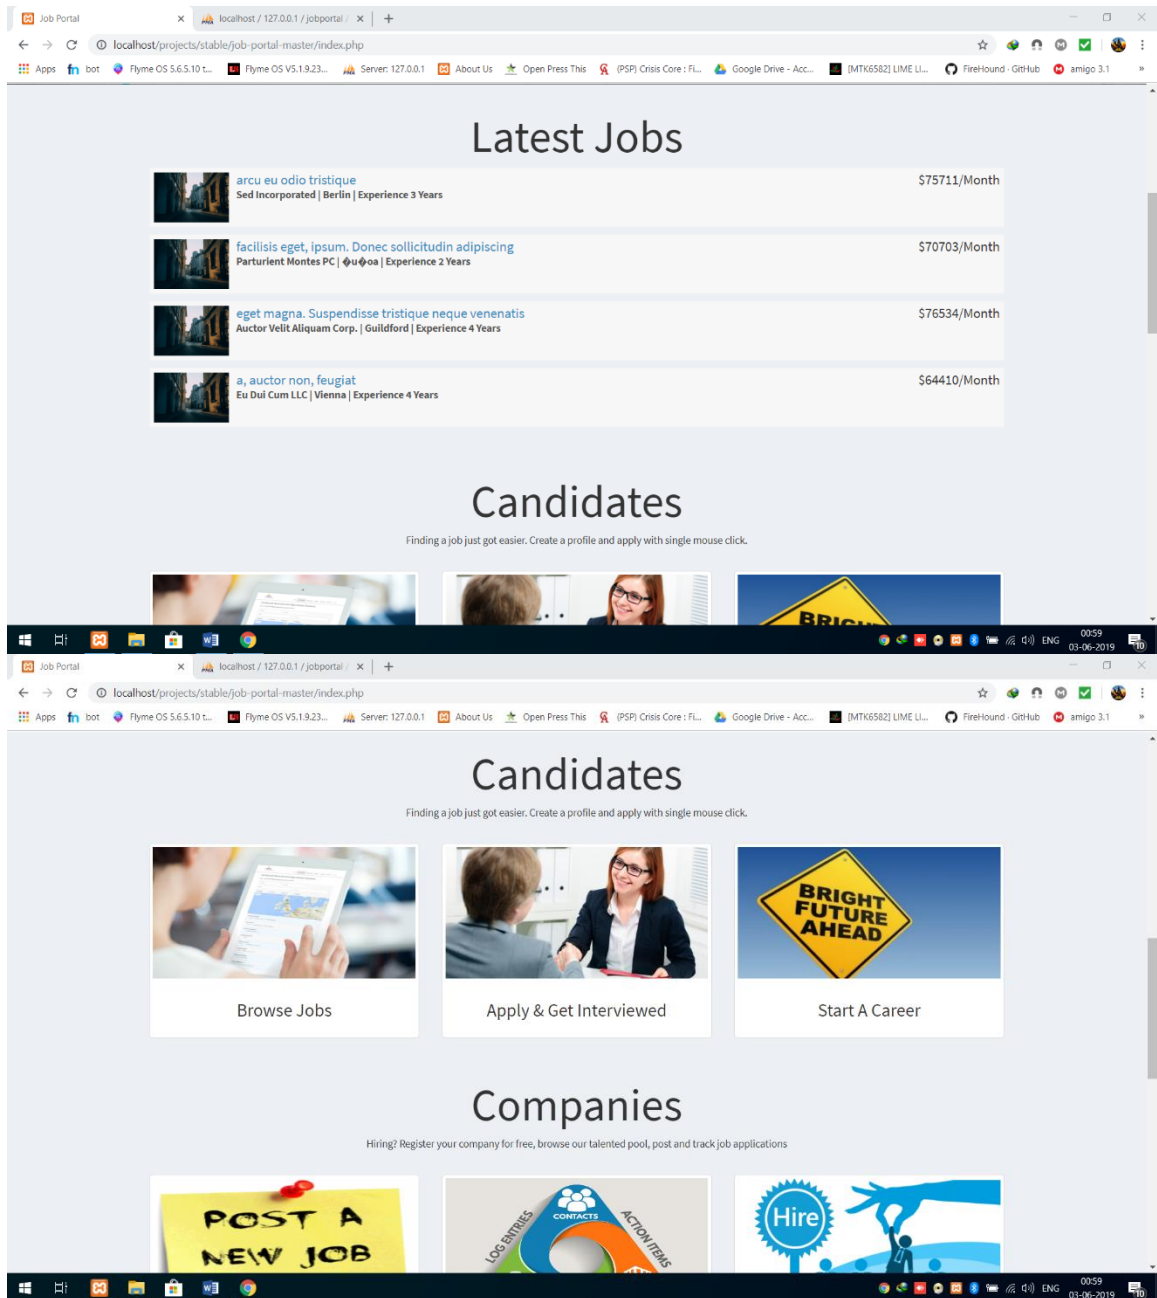 Job Portal
localhost / 127.0.0.1 / jobportal /
localhost/projects/stable/job-portal-master/index.php
Apps bot Flyme OS 5.6.5.10 t... Flyme OS V5.1.9.23... Server: 127.0.0.1 About Us Open Press This (PSP) Crisis Core : Fi... Google Drive - Acc... [MTK6582] LIME LI... FireHound · GitHub amigo 3.1 »
Latest Jobs
arcu eu odio tristique $75711/Month
Sed Incorporated | Berlin | Experience 3 Years
facilisis eget, ipsum. Donec sollicitudin adipiscing $70703/Month
Parturient Montes PC | �u�oa | Experience 2 Years
eget magna. Suspendisse tristique neque venenatis $76534/Month
Auctor Velit Aliquam Corp. | Guildford | Experience 4 Years
a, auctor non, feugiat $64410/Month
Eu Dui Cum LLC | Vienna | Experience 4 Years
Candidates
Finding a job just got easier. Create a profile and apply with single mouse click.
BRIGHT
ENG 00:59
03-06-2019
Job Portal
localhost / 127.0.0.1 / jobportal /
localhost/projects/stable/job-portal-master/index.php
Apps bot Flyme OS 5.6.5.10 t... Flyme OS V5.1.9.23... Server: 127.0.0.1 About Us Open Press This (PSP) Crisis Core : Fi... Google Drive - Acc... [MTK6582] LIME LI... FireHound · GitHub amigo 3.1 »
Candidates
Finding a job just got easier. Create a profile and apply with single mouse click.
BRIGHT
FUTURE
AHEAD
Browse Jobs
Apply & Get Interviewed
Start A Career
Companies
Hiring? Register your company for free, browse our talented pool, post and track job applications
POST A
NEW JOB
LOG ENTRIES
CONTACTS
ACTION ITEMS
Hire
ENG 00:59
03-06-2019